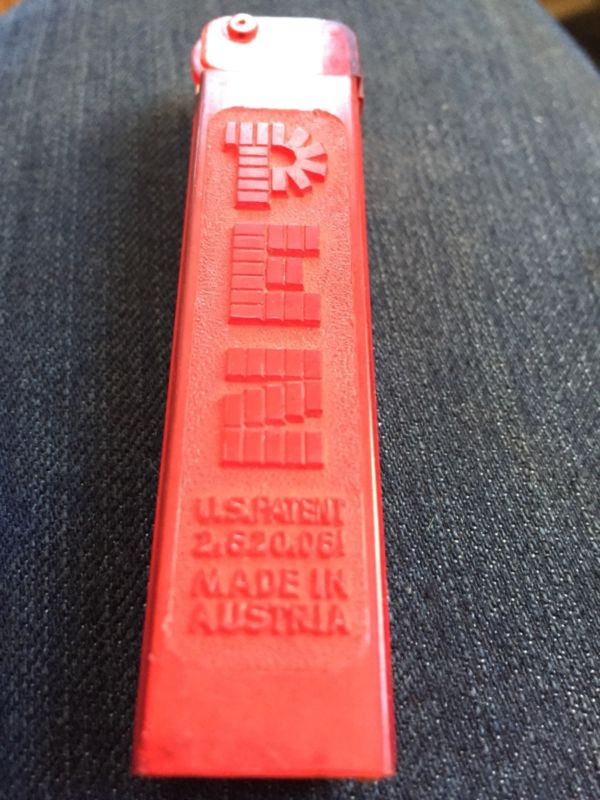 PEZ
U.S.PATENT
2.620.061
MADE IN
AUSTRIA